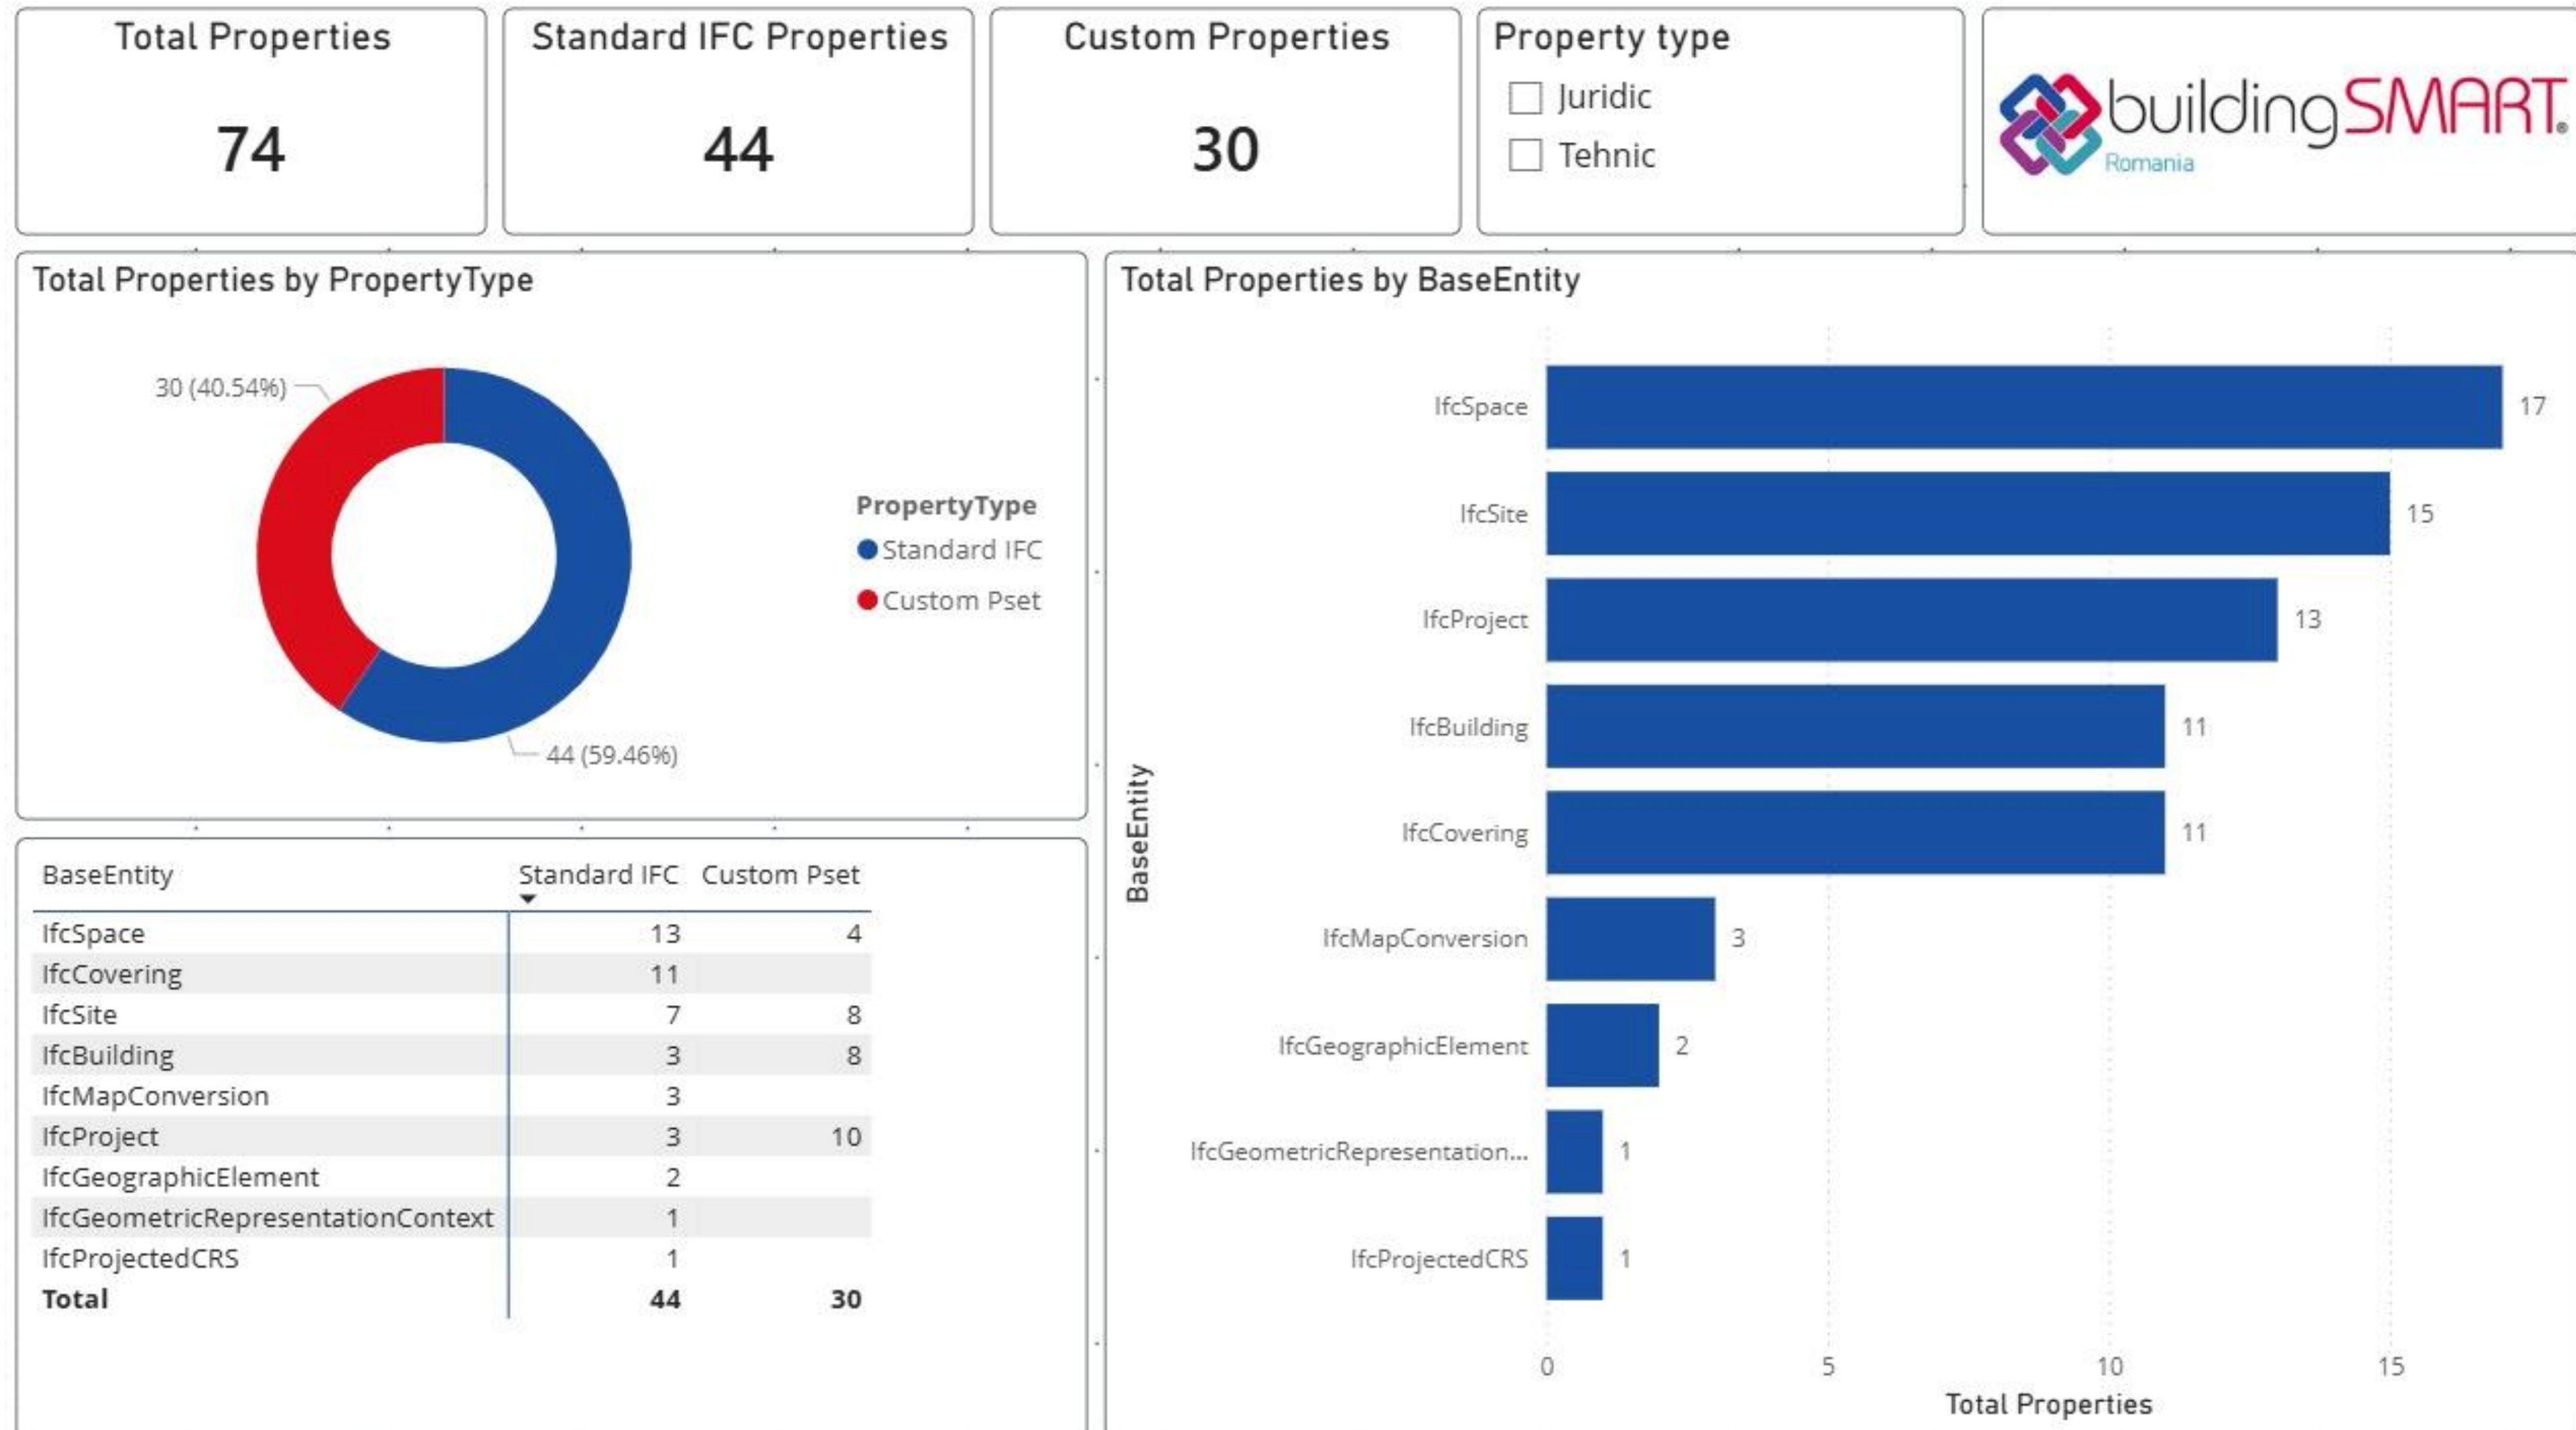 Total Properties
74
Standard IFC Properties
44
Custom Properties
30
Property type
Juridic
Tehnic
buildingSMART®
Romania
Total Properties by PropertyType
30 (40.54%)
44 (59.46%)
PropertyType
Standard IFC
Custom Pset
BaseEntity Standard IFC Custom Pset
IfcSpace 13 4
IfcCovering 11
IfcSite 7 8
IfcBuilding 3 8
IfcMapConversion 3
IfcProject 3 10
IfcGeographicElement 2
IfcGeometricRepresentationContext 1
IfcProjectedCRS 1
Total 44 30
Total Properties by BaseEntity
BaseEntity
IfcSpace 17
IfcSite 15
IfcProject 13
IfcBuilding 11
IfcCovering 11
IfcMapConversion 3
IfcGeographicElement 2
IfcGeometricRepresentation... 1
IfcProjectedCRS 1
0 5 10 15
Total Properties